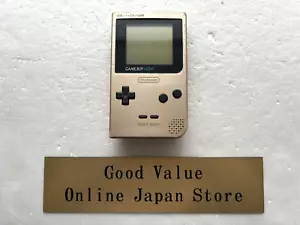 GAME BOY LIGHT
Nintendo
Good Value
Online Japan Store